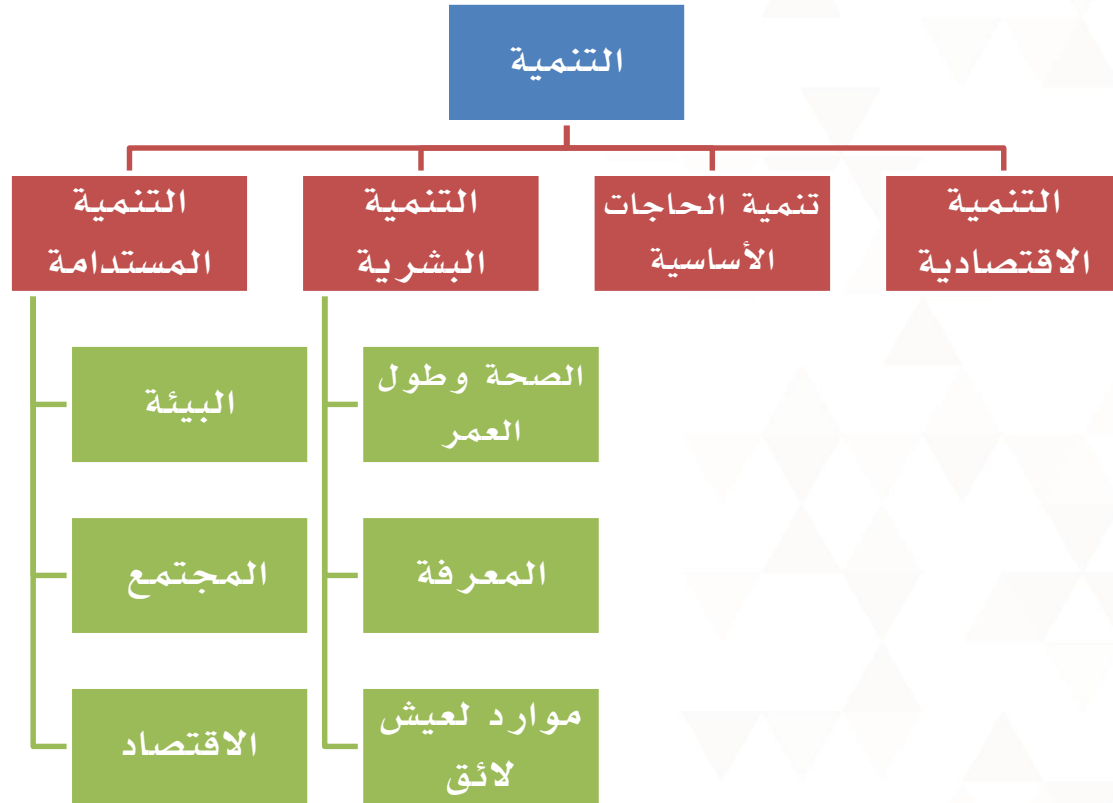 التنمية
التنمية
الاقتصادية
تنمية الحاجات
الأساسية
التنمية
البشرية
التنمية
المستدامة
الصحة وطول
العمر
المعرفة
موارد لعيش
لائق
البيئة
المجتمع
الاقتصاد